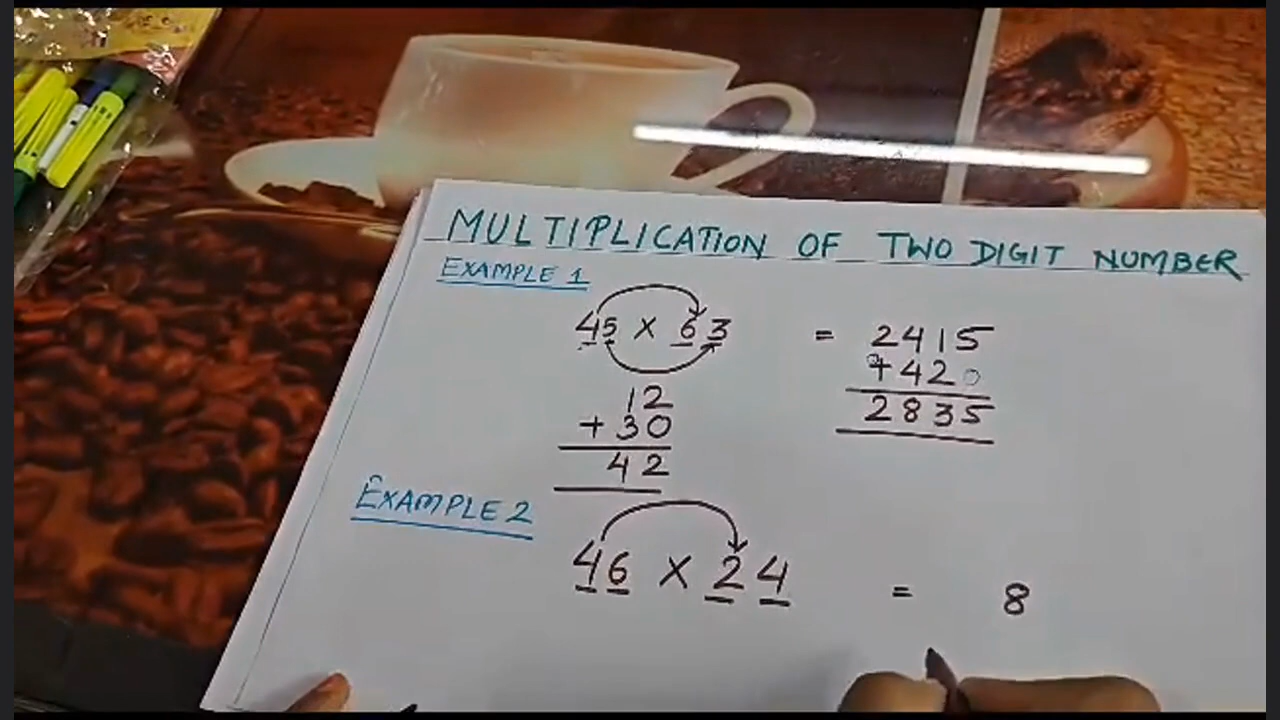 MULTIPLICATION OF TWO DIGIT NUMBER
EXAMPLE 1
45 X 63 = 2415
+420
2835
12
+30
42
EXAMPLE 2
46 X 24 = 8